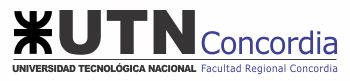 UTN Concordia
UNIVERSIDAD TECNOLÓGICA NACIONAL Facultad Regional Concordia